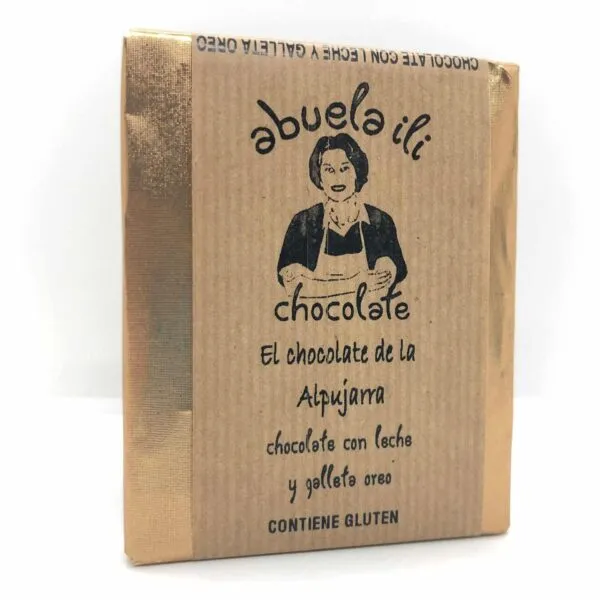 CHOCOLATE CON LECHE Y GALLETA OREO
abuela ili
chocolate
El chocolate de la
Alpujarra
chocolate con leche
y galleta oreo
CONTIENE GLUTEN